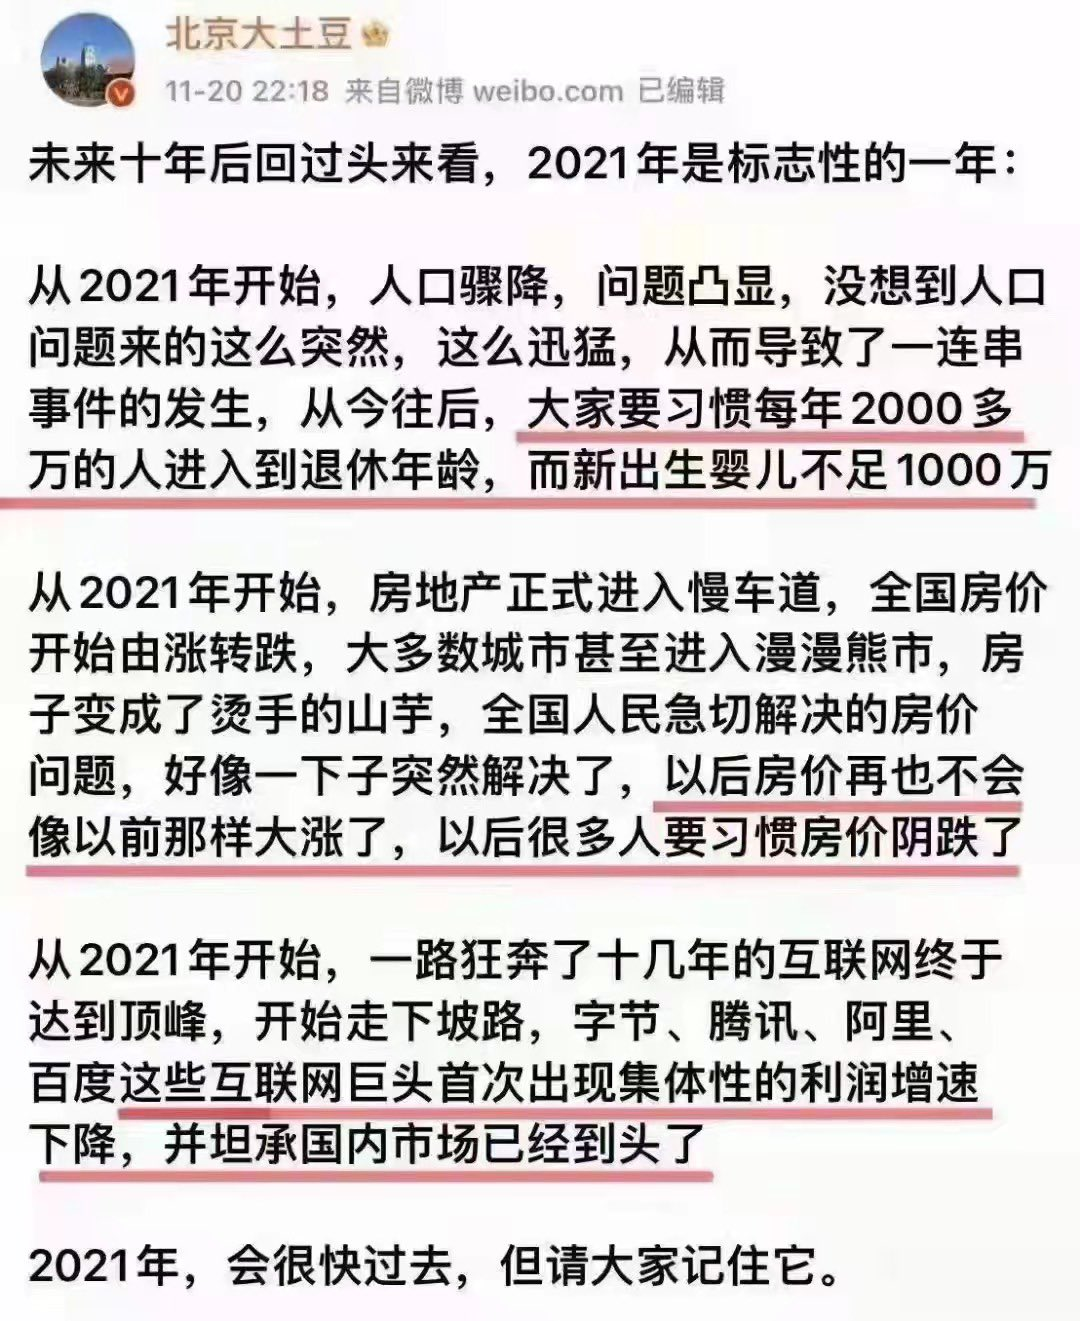 北京大土豆
11-20 22:18 来自微博 weibo.com 已编辑
未来十年后回过头来看，2021年是标志性的一年：
从2021年开始，人口骤降，问题凸显，没想到人口
问题来的这么突然，这么迅猛，从而导致了一连串
事件的发生，从今往后，大家要习惯每年2000多
万的人进入到退休年龄，而新出生婴儿不足1000万
从2021年开始，房地产正式进入慢车道，全国房价
开始由涨转跌，大多数城市甚至进入漫漫熊市，房
子变成了烫手的山芋，全国人民急切解决的房价
问题，好像一下子突然解决了，以后房价再也不会
像以前那样大涨了，以后很多人要习惯房价阴跌了
从2021年开始，一路狂奔了十几年的互联网终于
达到顶峰，开始走下坡路，字节、腾讯、阿里、
百度这些互联网巨头首次出现集体性的利润增速
下降，并坦承国内市场已经到头了
2021年，会很快过去，但请大家记住它。